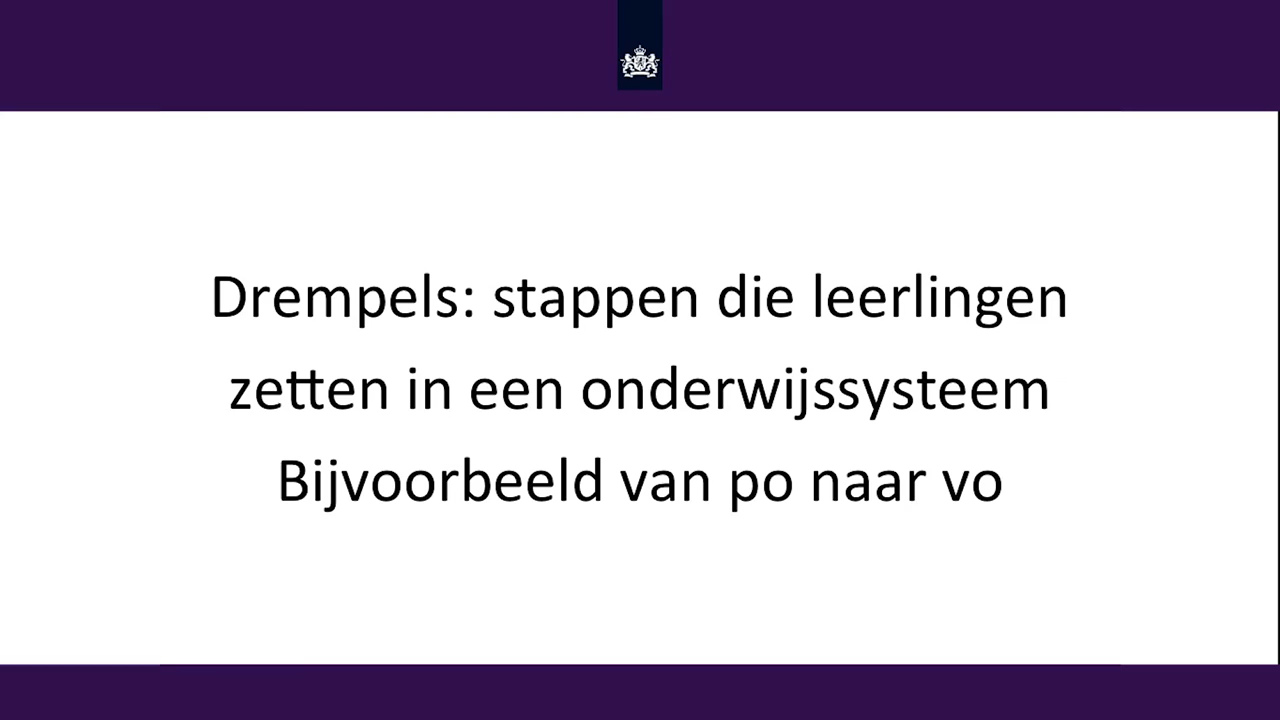 Drempels: stappen die leerlingen
zetten in een onderwijssysteem
Bijvoorbeeld van po naar vo